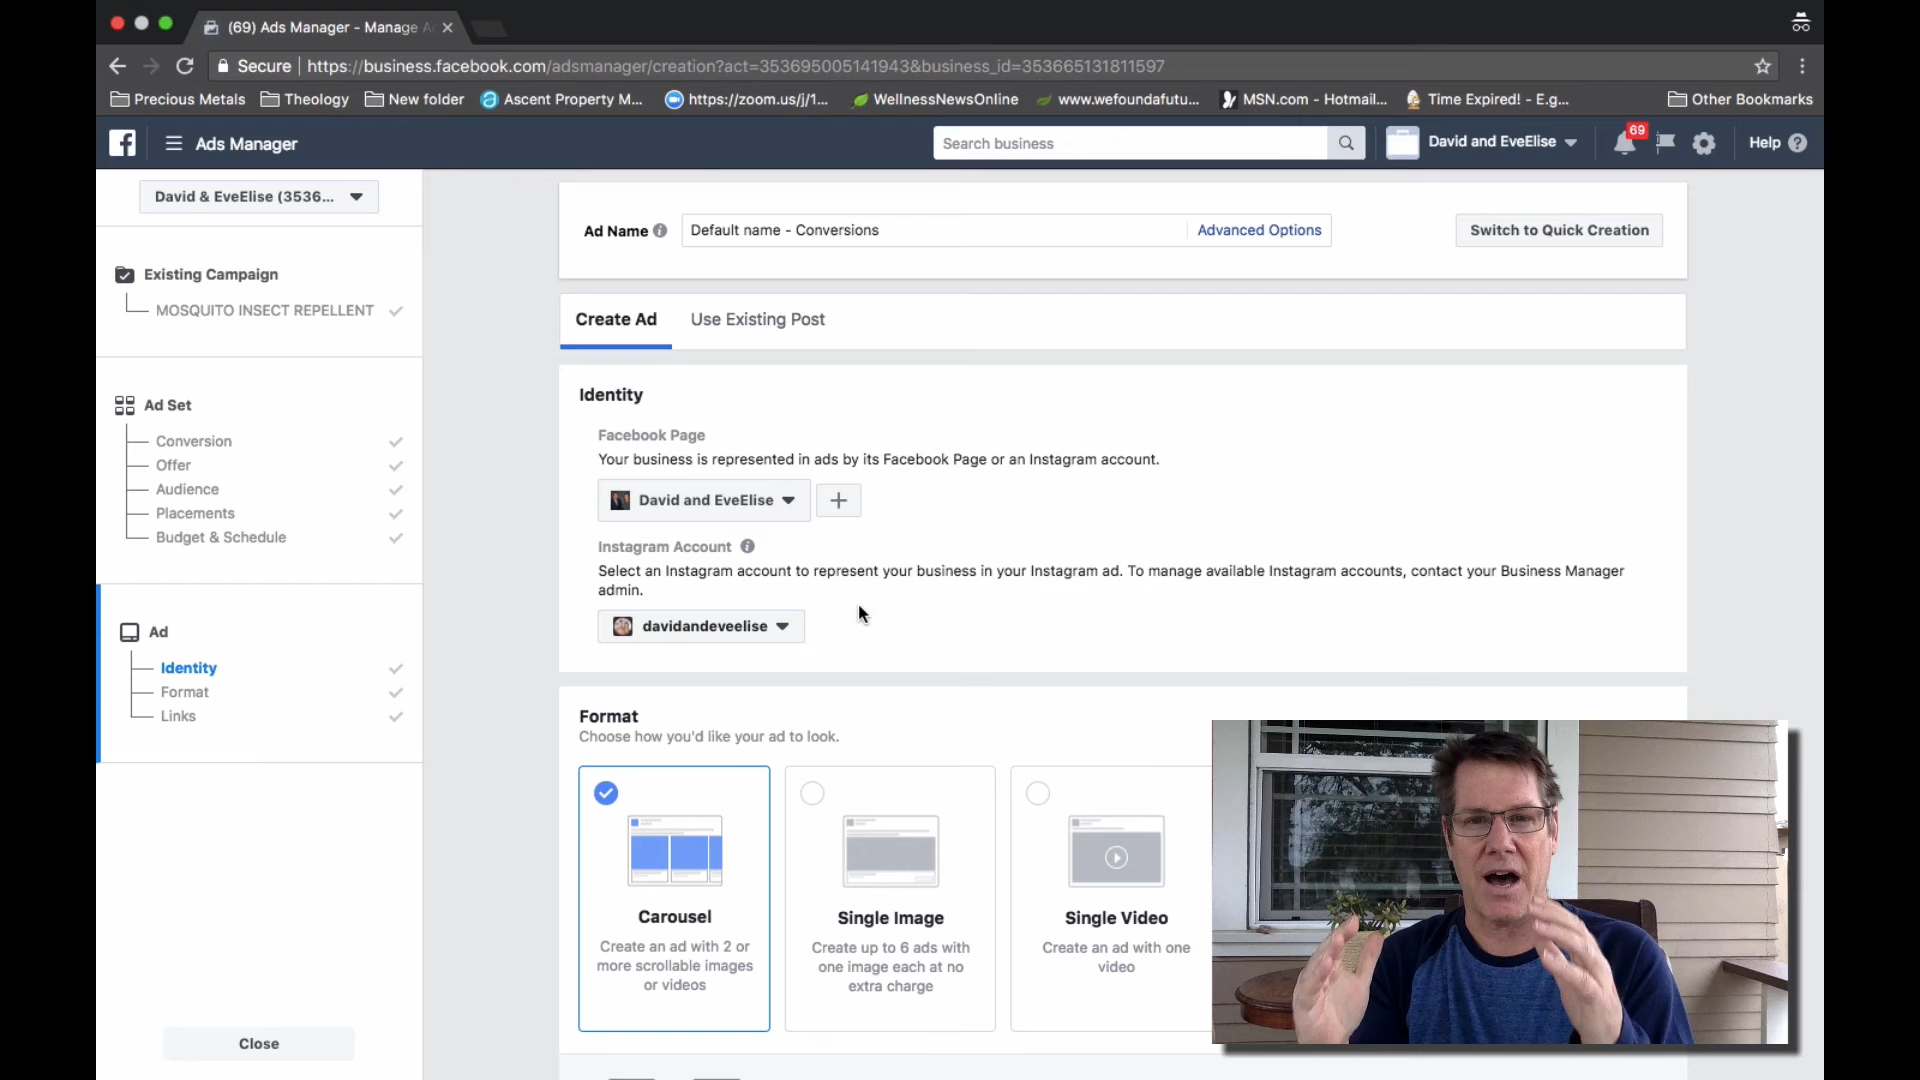 (69) Ads Manager - Manage A
Secure https://business.facebook.com/adsmanager/creation?act=353695005141943&business_id=353665131811597
Precious Metals Theology New folder Ascent Property M... https://zoom.us/j/1... WellnessNewsOnline www.wefoundafutu... MSN.com - Hotmail... Time Expired! - E.g... Other Bookmarks
Ads Manager Search business David and EveElise 69 Help
David & EveElise (3536...
Existing Campaign
MOSQUITO INSECT REPELLENT
Ad Set
Conversion
Offer
Audience
Placements
Budget & Schedule
Ad
Identity
Format
Links
Close
Ad Name Default name - Conversions Advanced Options Switch to Quick Creation
Create Ad Use Existing Post
Identity
Facebook Page
Your business is represented in ads by its Facebook Page or an Instagram account.
David and EveElise
Instagram Account
Select an Instagram account to represent your business in your Instagram ad. To manage available Instagram accounts, contact your Business Manager
admin.
davidandeveelise
Format
Choose how you'd like your ad to look.
Carousel
Create an ad with 2 or
more scrollable images
or videos
Single Image
Create up to 6 ads with
one image each at no
extra charge
Single Video
Create an ad with one
video